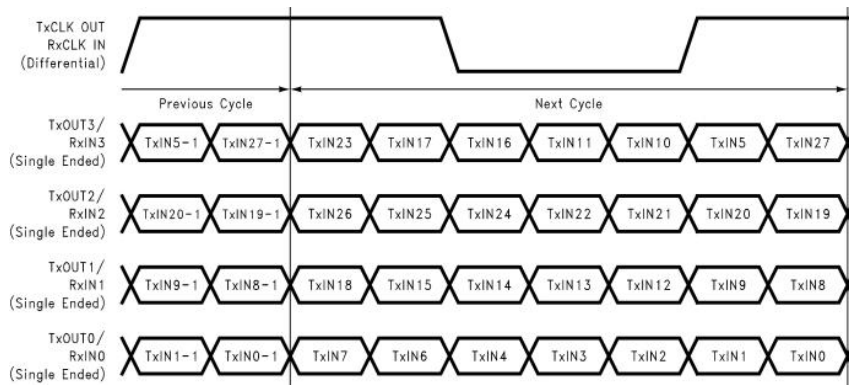 TxCLK OUT
RxCLK IN
(Differential)
Previous Cycle Next Cycle
TxOUT3/
RxIN3
(Single Ended)
TxIN5-1 TxIN27-1 TxIN23 TxIN17 TxIN16 TxIN11 TxIN10 TxIN5 TxIN27
TxOUT2/
RxIN2
(Single Ended)
TxIN20-1 TxIN19-1 TxIN26 TxIN25 TxIN24 TxIN22 TxIN21 TxIN20 TxIN19
TxOUT1/
RxIN1
(Single Ended)
TxIN9-1 TxIN8-1 TxIN18 TxIN15 TxIN14 TxIN13 TxIN12 TxIN9 TxIN8
TxOUT0/
RxIN0
(Single Ended)
TxIN1-1 TxIN0-1 TxIN7 TxIN6 TxIN4 TxIN3 TxIN2 TxIN1 TxIN0